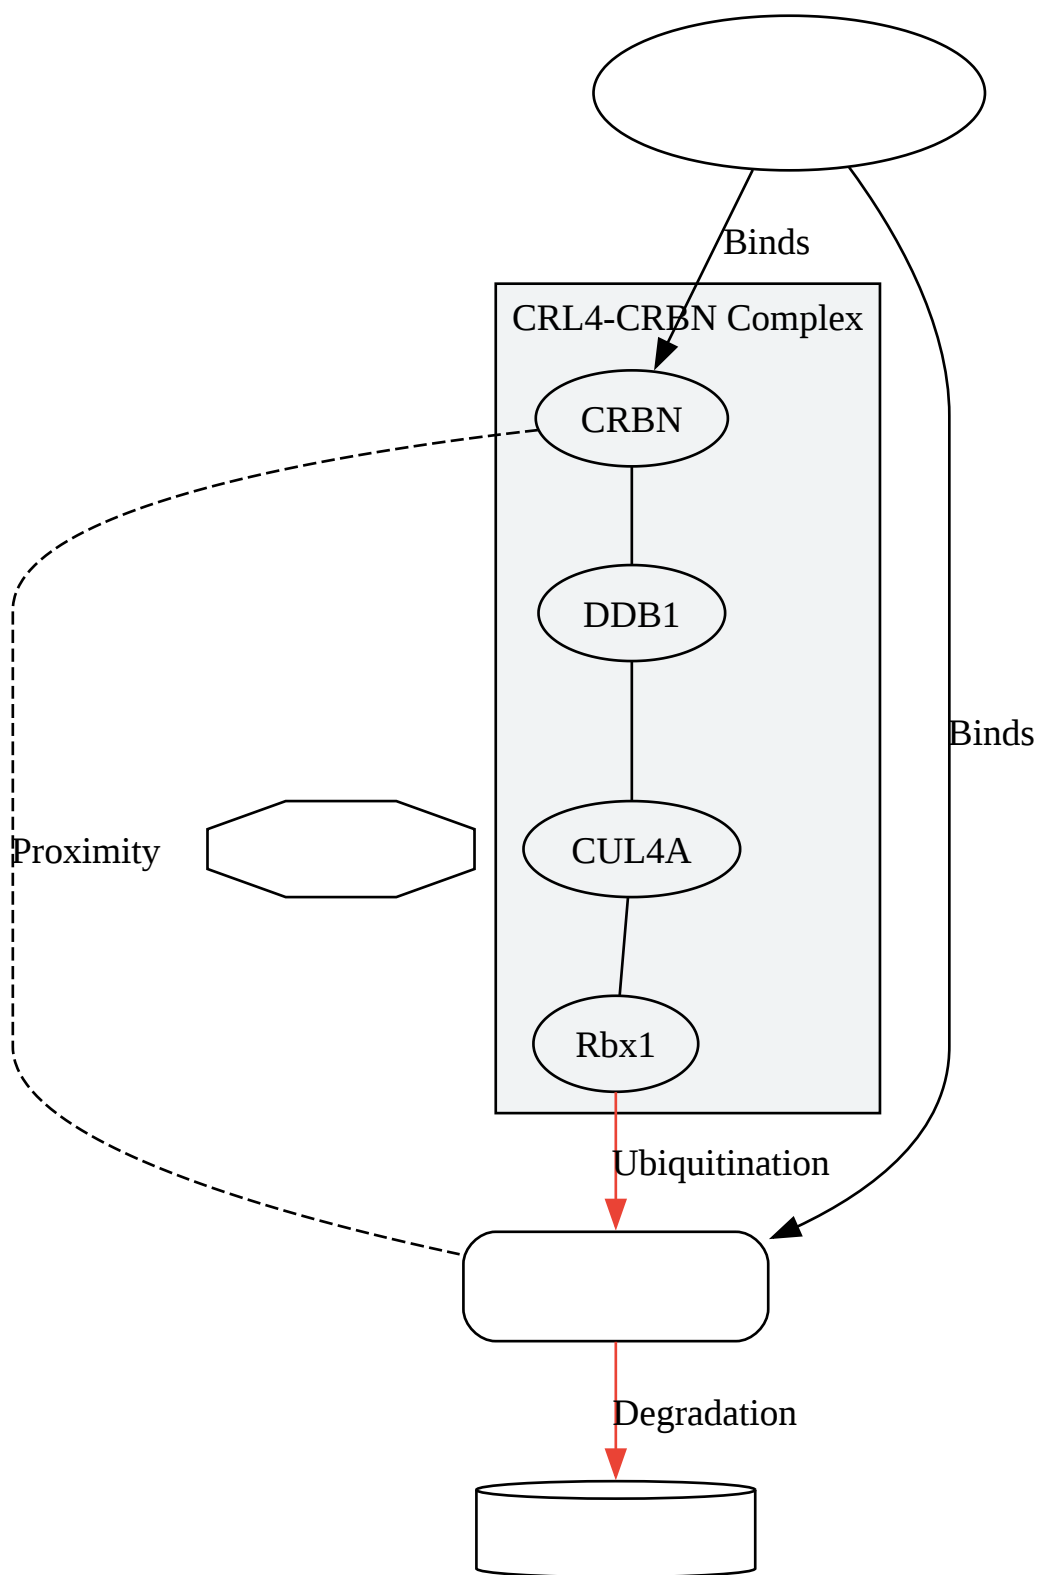 Binds
CRL4-CRBN Complex
CRBN
DDB1
Binds
Proximity
CUL4A
Rbx1
Ubiquitination
Degradation